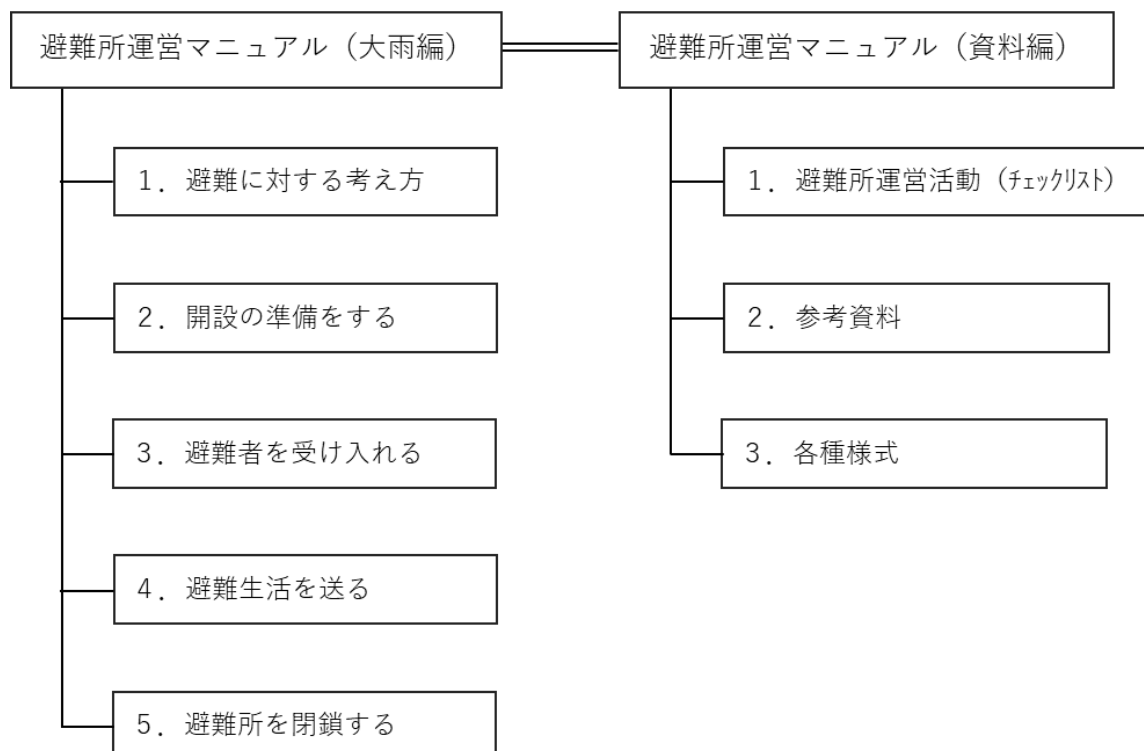 避難所運営マニュアル（大雨編）
1．避難に対する考え方
2．開設の準備をする
3．避難者を受け入れる
4．避難生活を送る
5．避難所を閉鎖する
避難所運営マニュアル（資料編）
1．避難所運営活動（ﾁｪｯｸﾘｽﾄ）
2．参考資料
3．各種様式